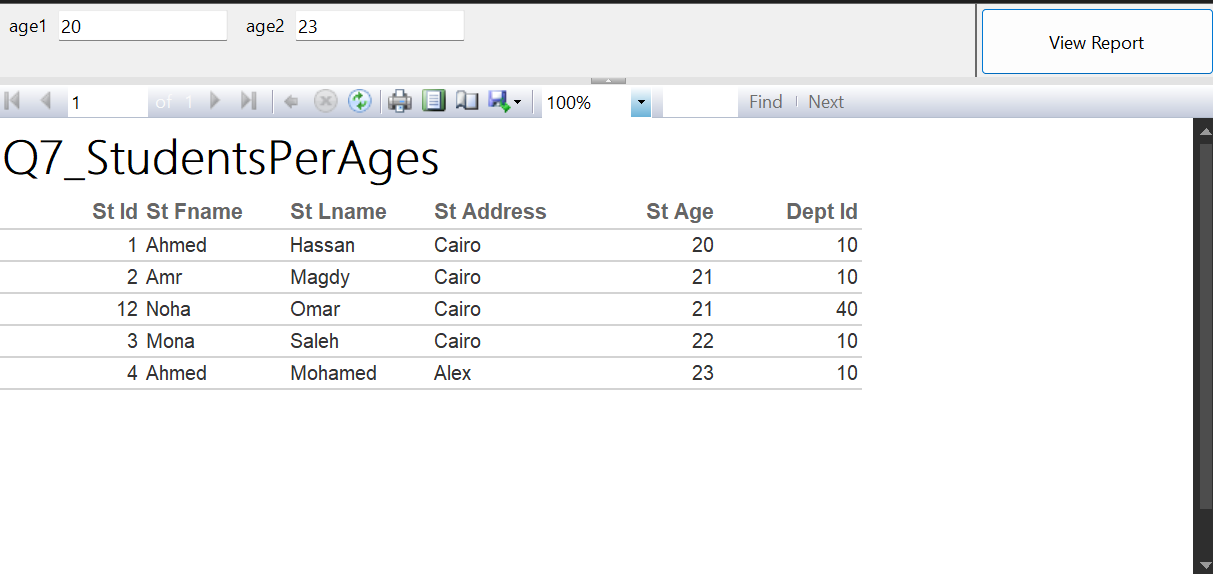 age1 20 age2 23 View Report
1 of 1 100% Find Next
Q7_StudentsPerAges
St Id St Fname St Lname St Address St Age Dept Id
1 Ahmed Hassan Cairo 20 10
2 Amr Magdy Cairo 21 10
12 Noha Omar Cairo 21 40
3 Mona Saleh Cairo 22 10
4 Ahmed Mohamed Alex 23 10